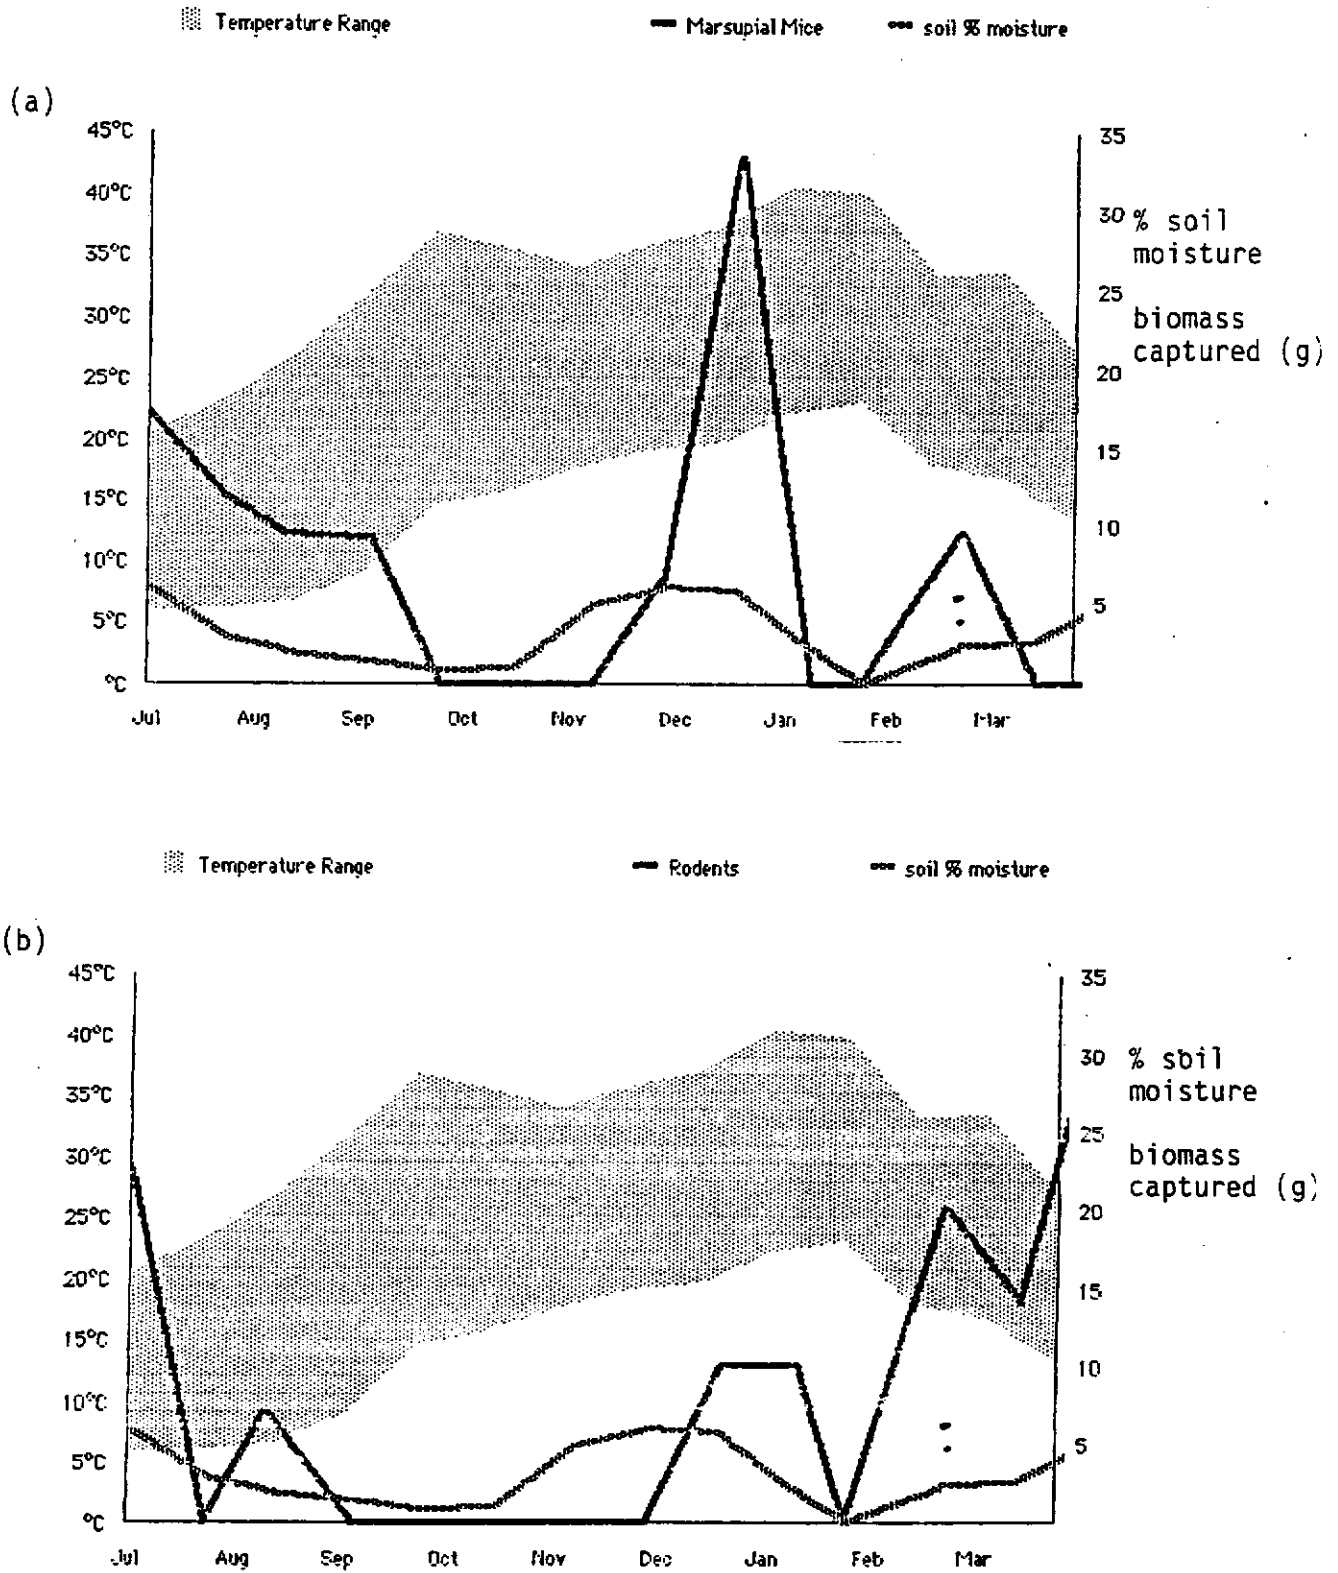 Temperature Range Marsupial Mice soil % moisture
(a)
45°C
40°C
35°C
30°C
25°C
20°C
15°C
10°C
5°C
°C
35
30
25
20
15
10
5
% soil
moisture
biomass
captured (g)
Jul Aug Sep Oct Nov Dec Jan Feb Mar
Temperature Range Rodents soil % moisture
(b)
45°C
40°C
35°C
30°C
25°C
20°C
15°C
10°C
5°C
°C
35
30
25
20
15
10
5
% soil
moisture
biomass
captured (g)
Jul Aug Sep Oct Nov Dec Jan Feb Mar